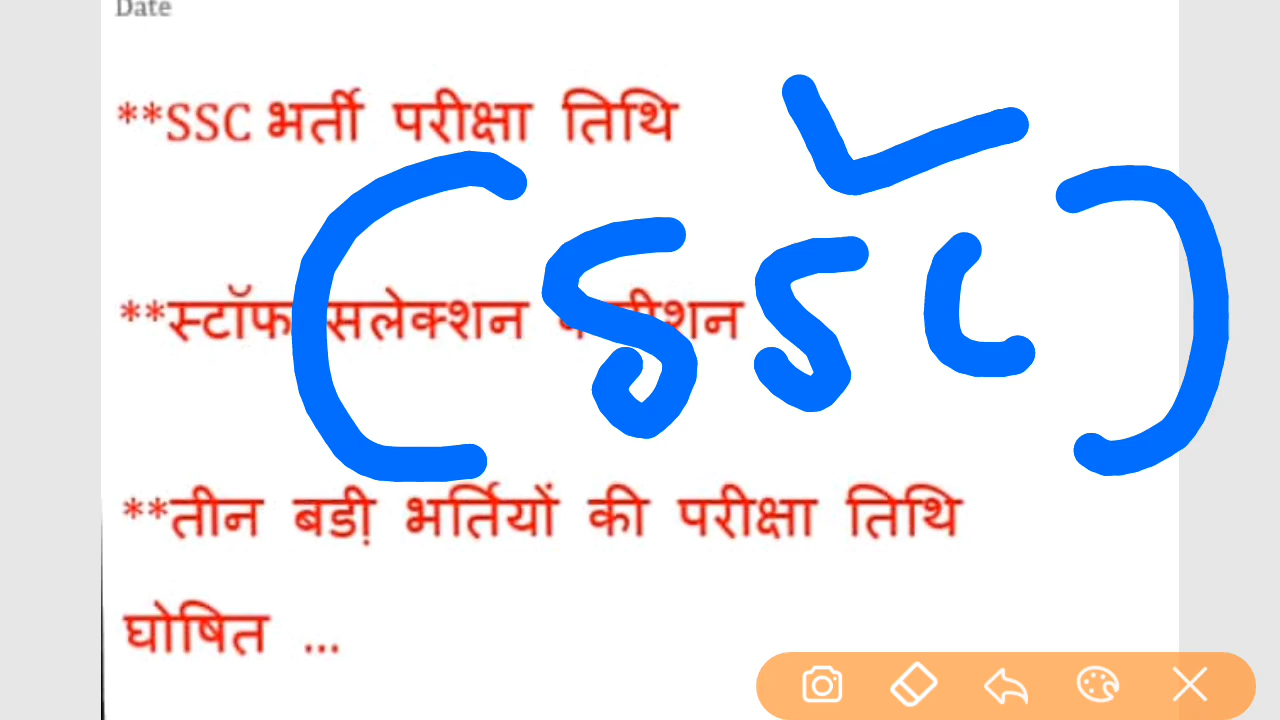 Date
**SSC भर्ती परीक्षा तिथि
(SSC)
**स्टॉफ सलेक्शन
**तीन बडी़ भर्तियों की परीक्षा तिथि
घोषित ...